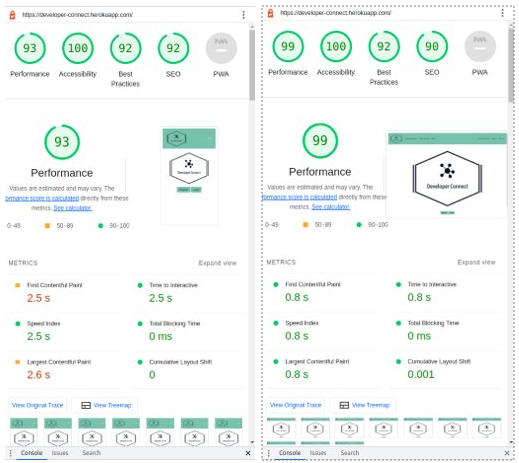 https://developer-connect.herokuapp.com/
93
100
92
92
PWA
Performance
Accessibility
Best
Practices
SEO
PWA
93
Performance
Values are estimated and may vary. The
ormance score is calculated directly from these
metrics. See calculator.
0–49
50–89
90–100
METRICS
Expand view
First Contentful Paint
2.5 s
Time to Interactive
2.5 s
Speed Index
2.5 s
Total Blocking Time
0 ms
Largest Contentful Paint
2.6 s
Cumulative Layout Shift
0
View Original Trace
View Treemap
Console
Issues
Search
https://developer-connect.herokuapp.com/
99
100
92
90
PWA
Performance
Accessibility
Best
Practices
SEO
PWA
99
Performance
Developer Connect
Values are estimated and may vary. The
ormance score is calculated directly from these
metrics. See calculator.
0–49
50–89
90–100
METRICS
Expand view
First Contentful Paint
0.8 s
Time to Interactive
0.8 s
Speed Index
0.8 s
Total Blocking Time
0 ms
Largest Contentful Paint
0.8 s
Cumulative Layout Shift
0.001
View Original Trace
View Treemap
Console
Issues
Search